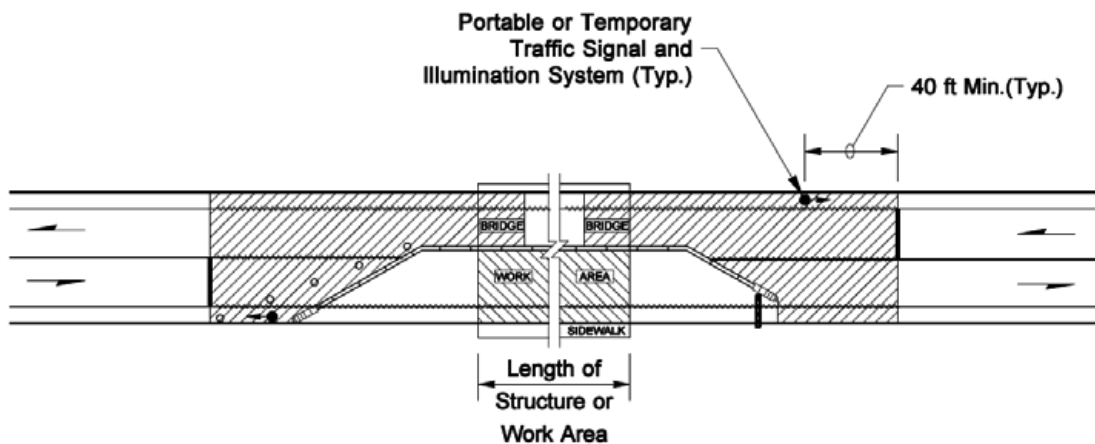 Portable or Temporary
Traffic Signal and
Illumination System (Typ.)
40 ft Min.(Typ.)
BRIDGE BRIDGE
WORK AREA
SIDEWALK
Length of
Structure or
Work Area